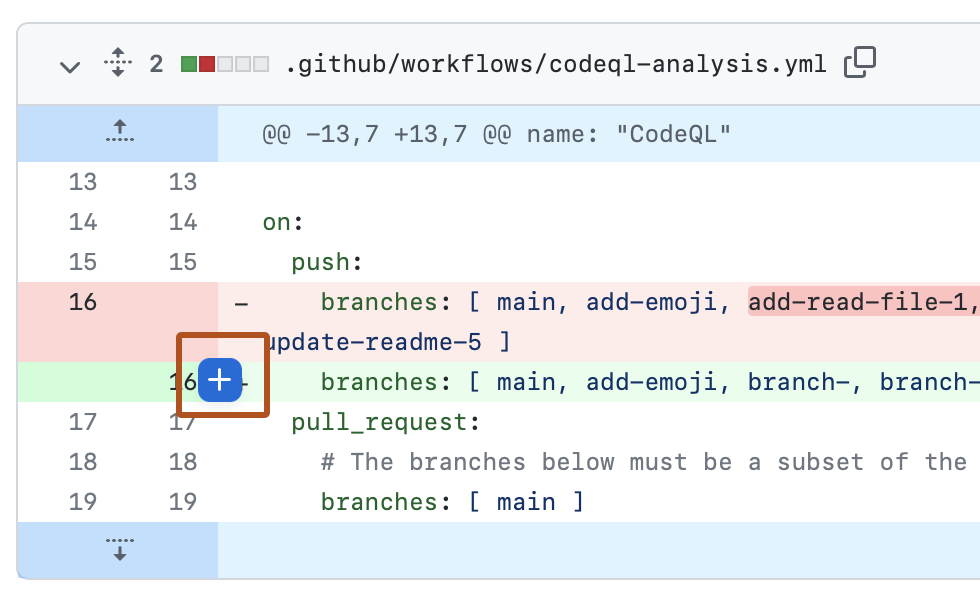 2 .github/workflows/codeql-analysis.yml
@@ -13,7 +13,7 @@ name: "CodeQL"
13 13
14 14 on:
15 15 push:
16 - branches: [ main, add-emoji, add-read-file-1,
update-readme-5 ]
16 + branches: [ main, add-emoji, branch-, branch-
17 17 pull_request:
18 18 # The branches below must be a subset of the
19 19 branches: [ main ]